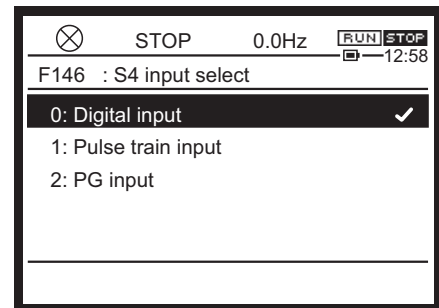 STOP 0.0Hz RUN STOP
12:58
F146 : S4 input select
0: Digital input
1: Pulse train input
2: PG input